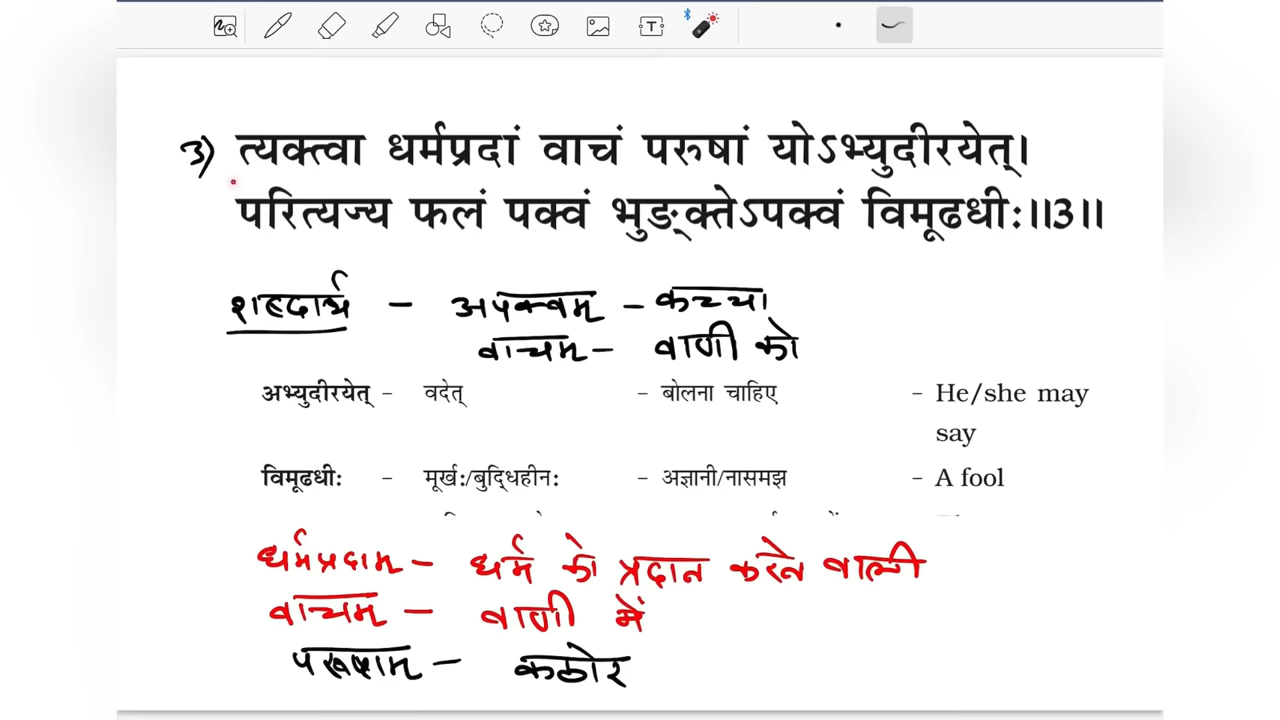 3) त्यक्त्वा धर्मप्रदां वाचं परुषां योऽभ्युदीरयेत्।
परित्यज्य फलं पक्वं भुङ्क्तेऽपक्वं विमूढधीः॥3॥
शब्दार्थ - अपक्वम् - कच्चा
वाचम् - वाणी को
अभ्युदीरयेत् - वदेत् - बोलना चाहिए - He/she may
say
विमूढधीः - मूर्खः/बुद्धिहीनः - अज्ञानी/नासमझ - A fool
धर्मप्रदाम् - धर्म को प्रदान करने वाली
वाचम् - वाणी में
परुषाम् - कठोर